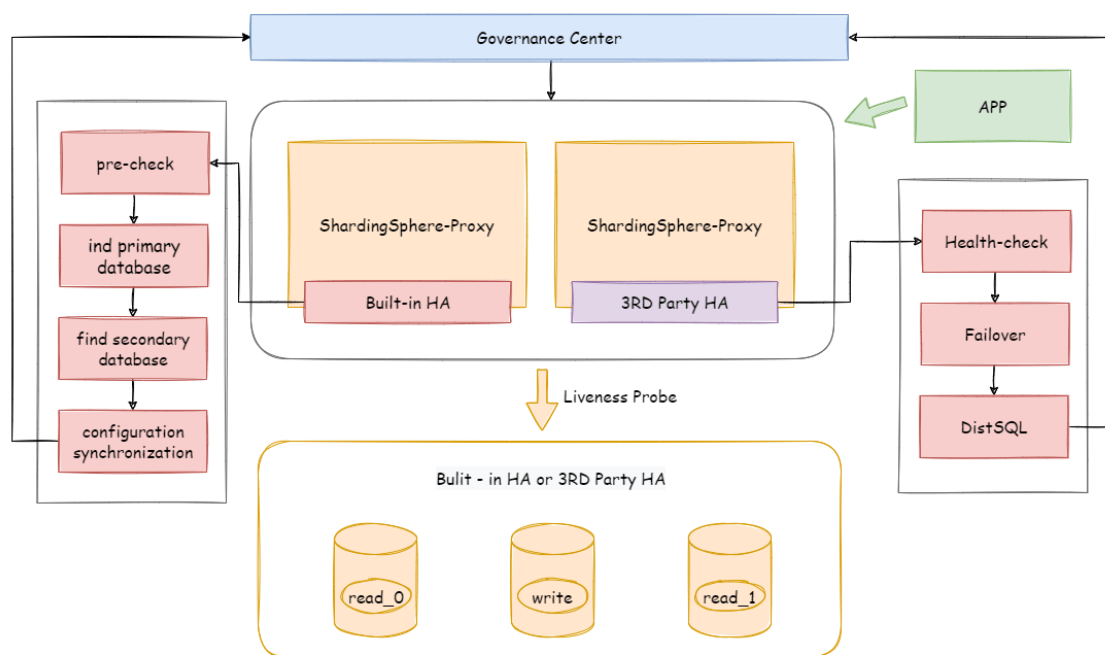 Governance Center
APP
pre-check
ind primary
database
find secondary
database
configuration
synchronization
ShardingSphere-Proxy
Built-in HA
ShardingSphere-Proxy
3RD Party HA
Health-check
Failover
DistSQL
Liveness Probe
Bulit - in HA or 3RD Party HA
read_0
write
read_1